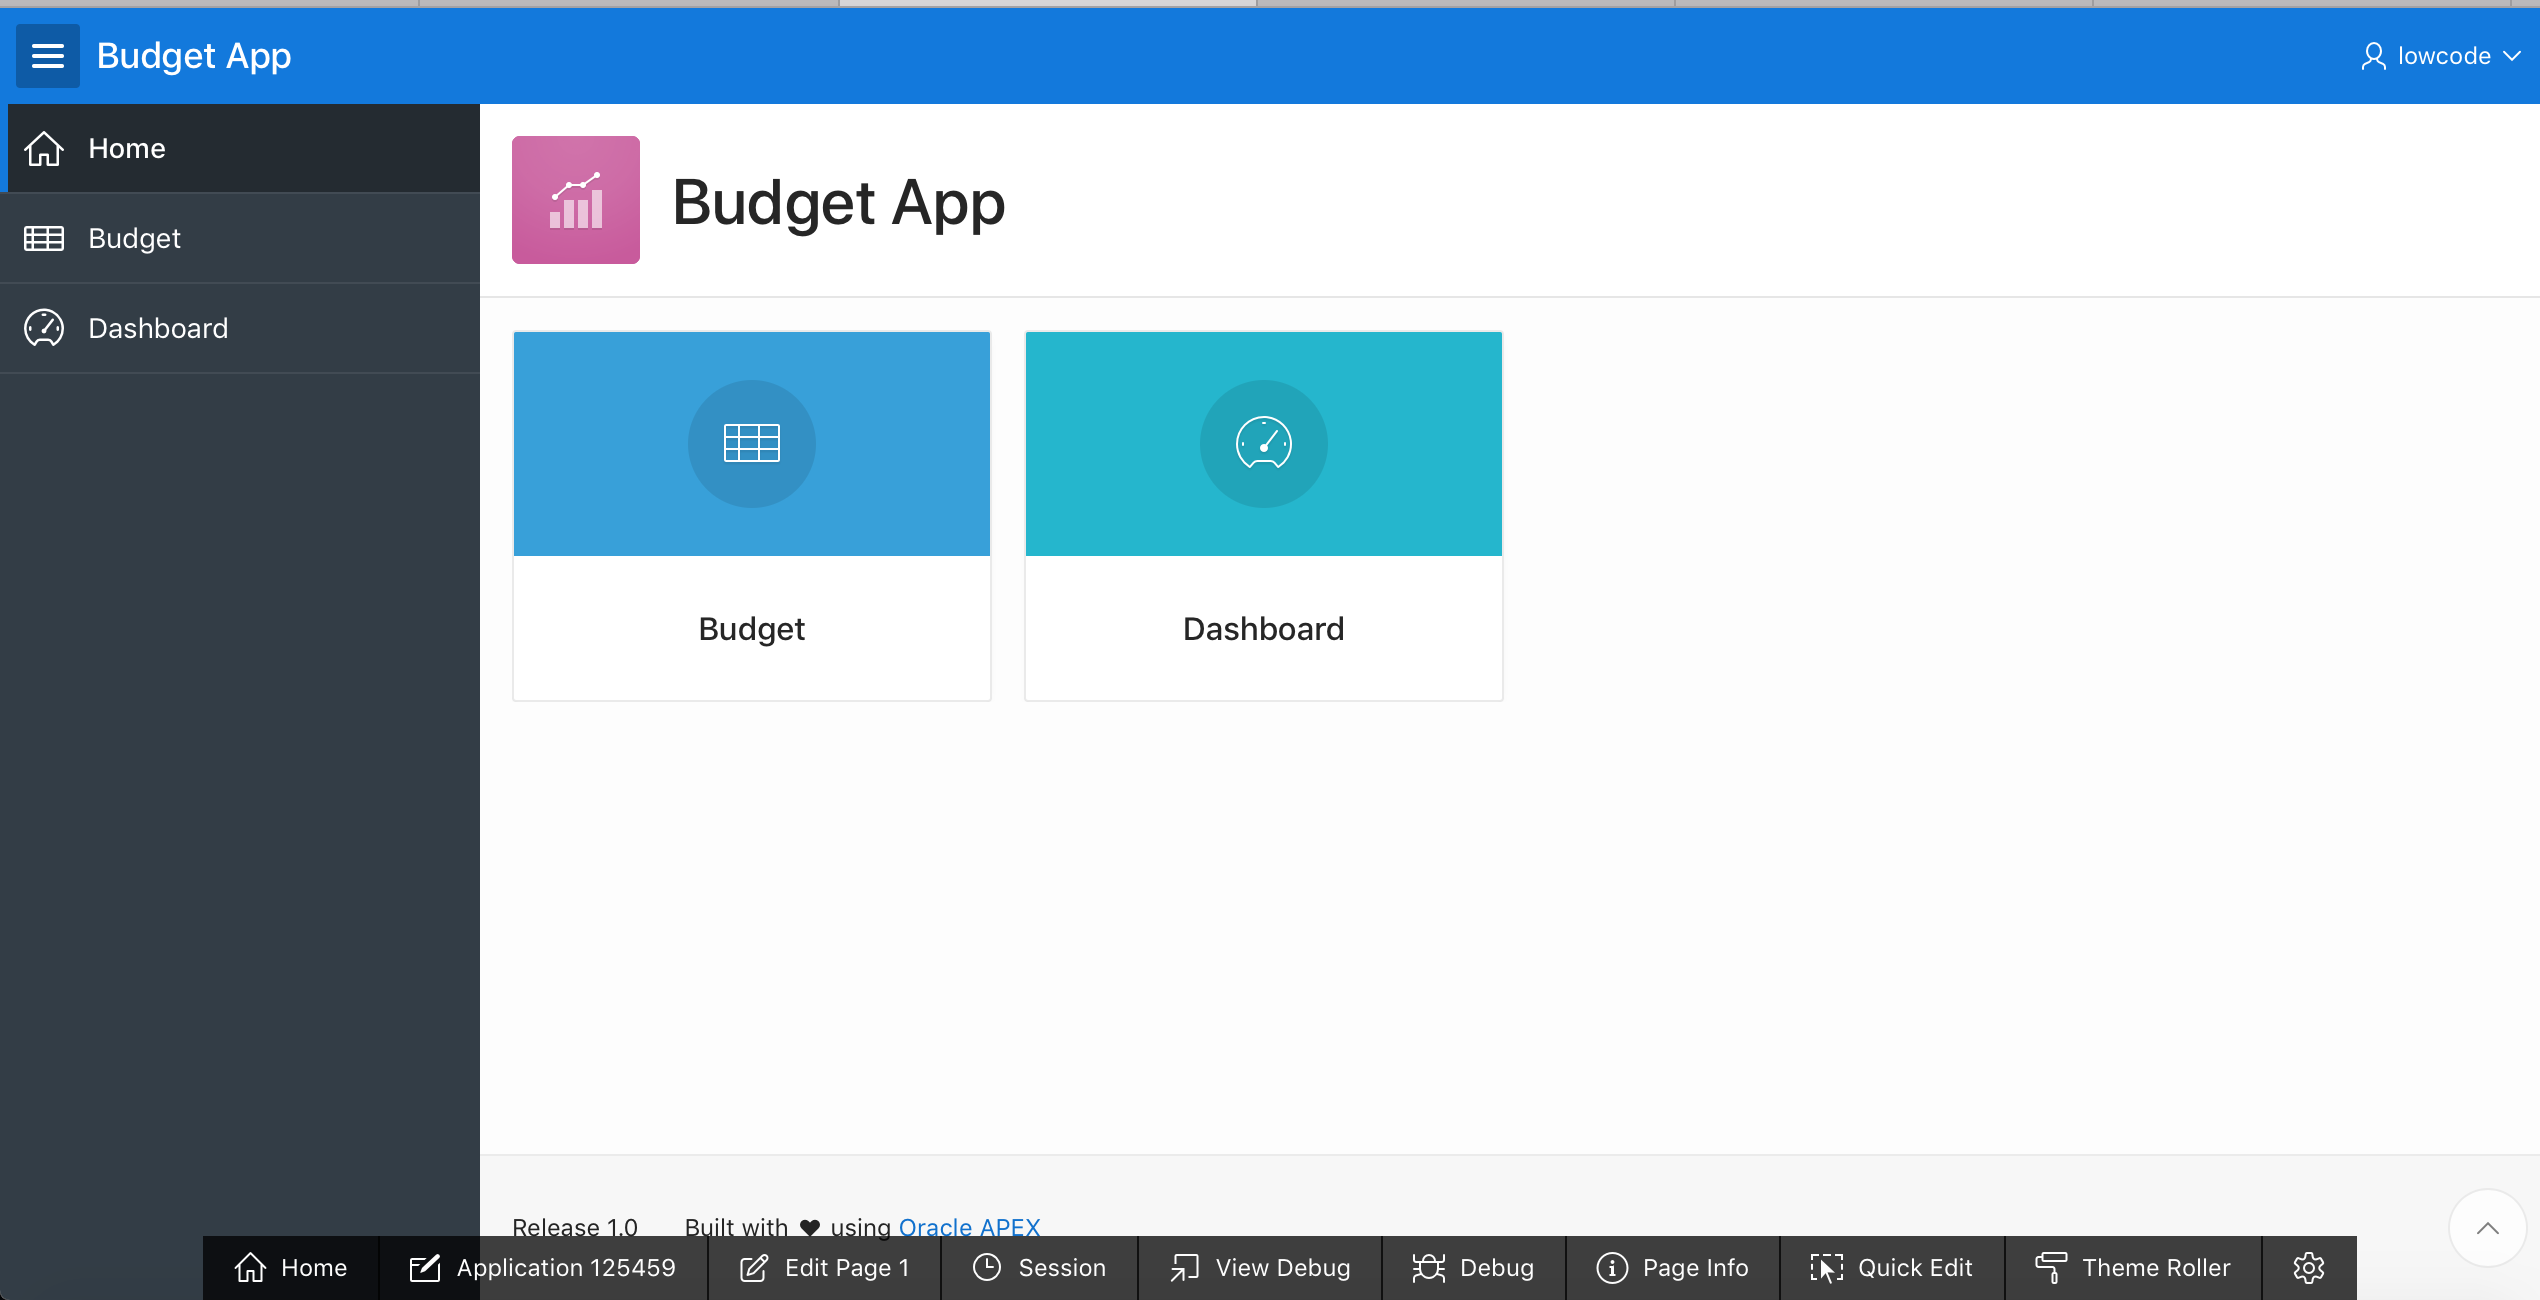 Budget App
lowcode
Home
Budget
Dashboard
Budget App
Budget
Dashboard
Release 1.0 Built with ♥ using Oracle APEX
Home Application 125459 Edit Page 1 Session View Debug Debug Page Info Quick Edit Theme Roller